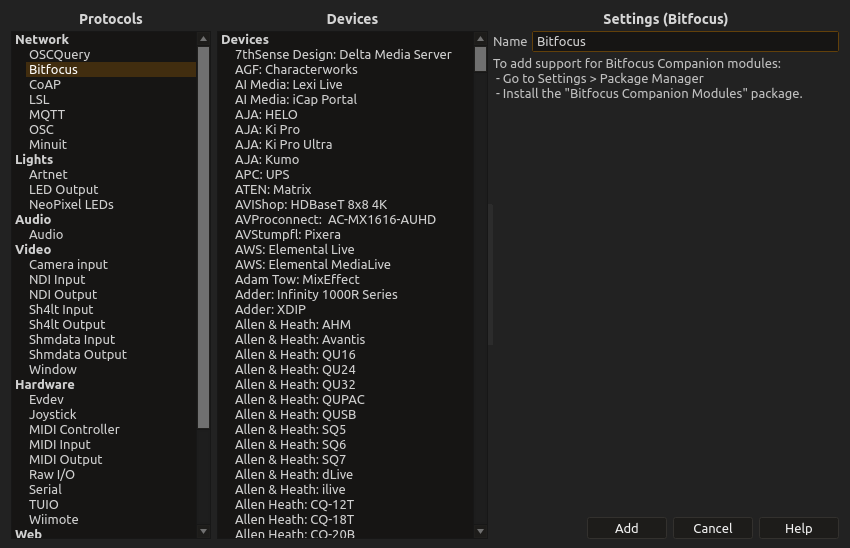 Protocols
Network
OSCQuery
Bitfocus
CoAP
LSL
MQTT
OSC
Minuit
Lights
Artnet
LED Output
NeoPixel LEDs
Audio
Audio
Video
Camera input
NDI Input
NDI Output
Sh4lt Input
Sh4lt Output
Shmdata Input
Shmdata Output
Window
Hardware
Evdev
Joystick
MIDI Controller
MIDI Input
MIDI Output
Raw I/O
Serial
TUIO
Wiimote
Web
Devices
Devices
7thSense Design: Delta Media Server
AGF: Characterworks
AI Media: Lexi Live
AI Media: iCap Portal
AJA: HELO
AJA: Ki Pro
AJA: Ki Pro Ultra
AJA: Kumo
APC: UPS
ATEN: Matrix
AVIShop: HDBaseT 8x8 4K
AVProconnect:  AC-MX1616-AUHD
AVStumpfl: Pixera
AWS: Elemental Live
AWS: Elemental MediaLive
Adam Tow: MixEffect
Adder: Infinity 1000R Series
Adder: XDIP
Allen & Heath: AHM
Allen & Heath: Avantis
Allen & Heath: QU16
Allen & Heath: QU24
Allen & Heath: QU32
Allen & Heath: QUPAC
Allen & Heath: QUSB
Allen & Heath: SQ5
Allen & Heath: SQ6
Allen & Heath: SQ7
Allen & Heath: dLive
Allen & Heath: ilive
Allen Heath: CQ-12T
Allen Heath: CQ-18T
Allen Heath: CQ-20B
Settings (Bitfocus)
Name Bitfocus
To add support for Bitfocus Companion modules:
- Go to Settings > Package Manager
- Install the "Bitfocus Companion Modules" package.
Add Cancel Help